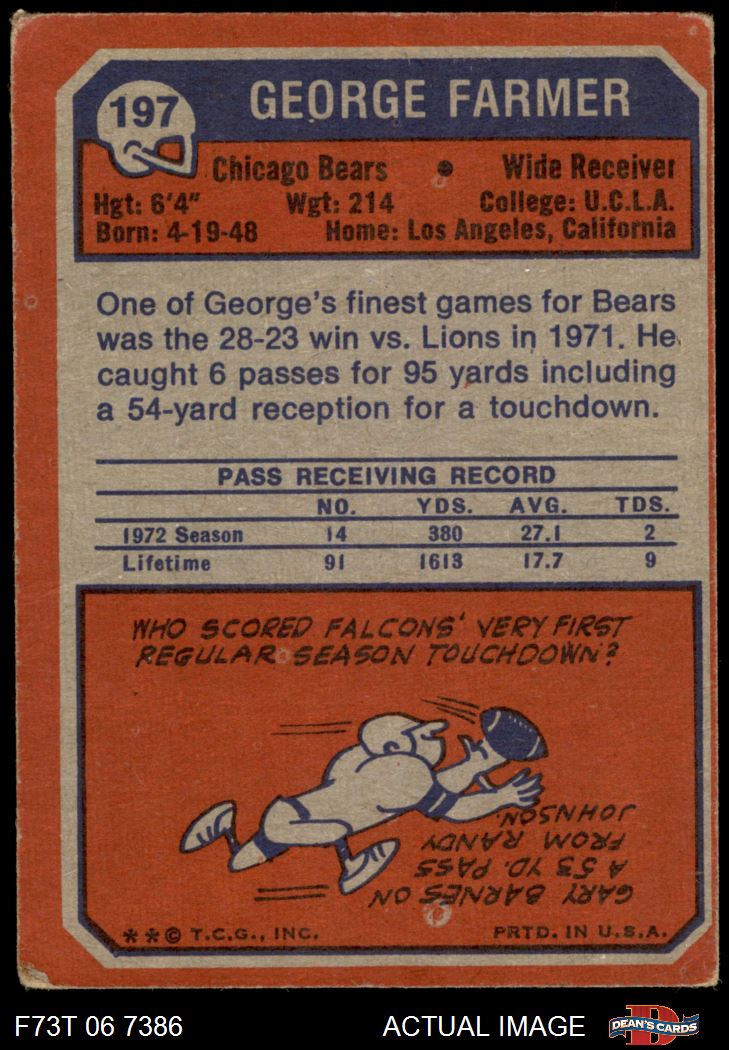 197
GEORGE FARMER
Chicago Bears • Wide Receiver
Hgt: 6'4" Wgt: 214 College: U.C.L.A.
Born: 4-19-48 Home: Los Angeles, California
One of George's finest games for Bears
was the 28-23 win vs. Lions in 1971. He
caught 6 passes for 95 yards including
a 54-yard reception for a touchdown.
PASS RECEIVING RECORD
NO. YDS. AVG. TDS.
1972 Season 14 380 27.1 2
Lifetime 91 1613 17.7 9
WHO SCORED FALCONS' VERY FIRST
REGULAR SEASON TOUCHDOWN?
GARY BARNES ON
A 53 YD. PASS
FROM RANDY
JOHNSON.
**© T.C.G., INC. PRTD. IN U.S.A.
F73T 06 7386 ACTUAL IMAGE
D
DEAN'S CARDS